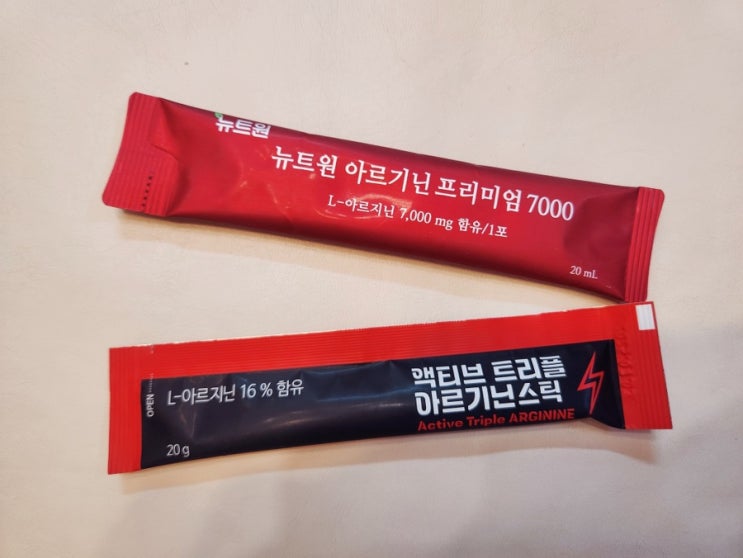 뉴트원
뉴트원 아르기닌 프리미엄 7000
L-아르지닌 7,000 mg 함유/1포
20 mL
OPEN
L-아르지닌 16 % 함유
20 g
액티브 트리플
아르기닌스틱
Active Triple ARGININE